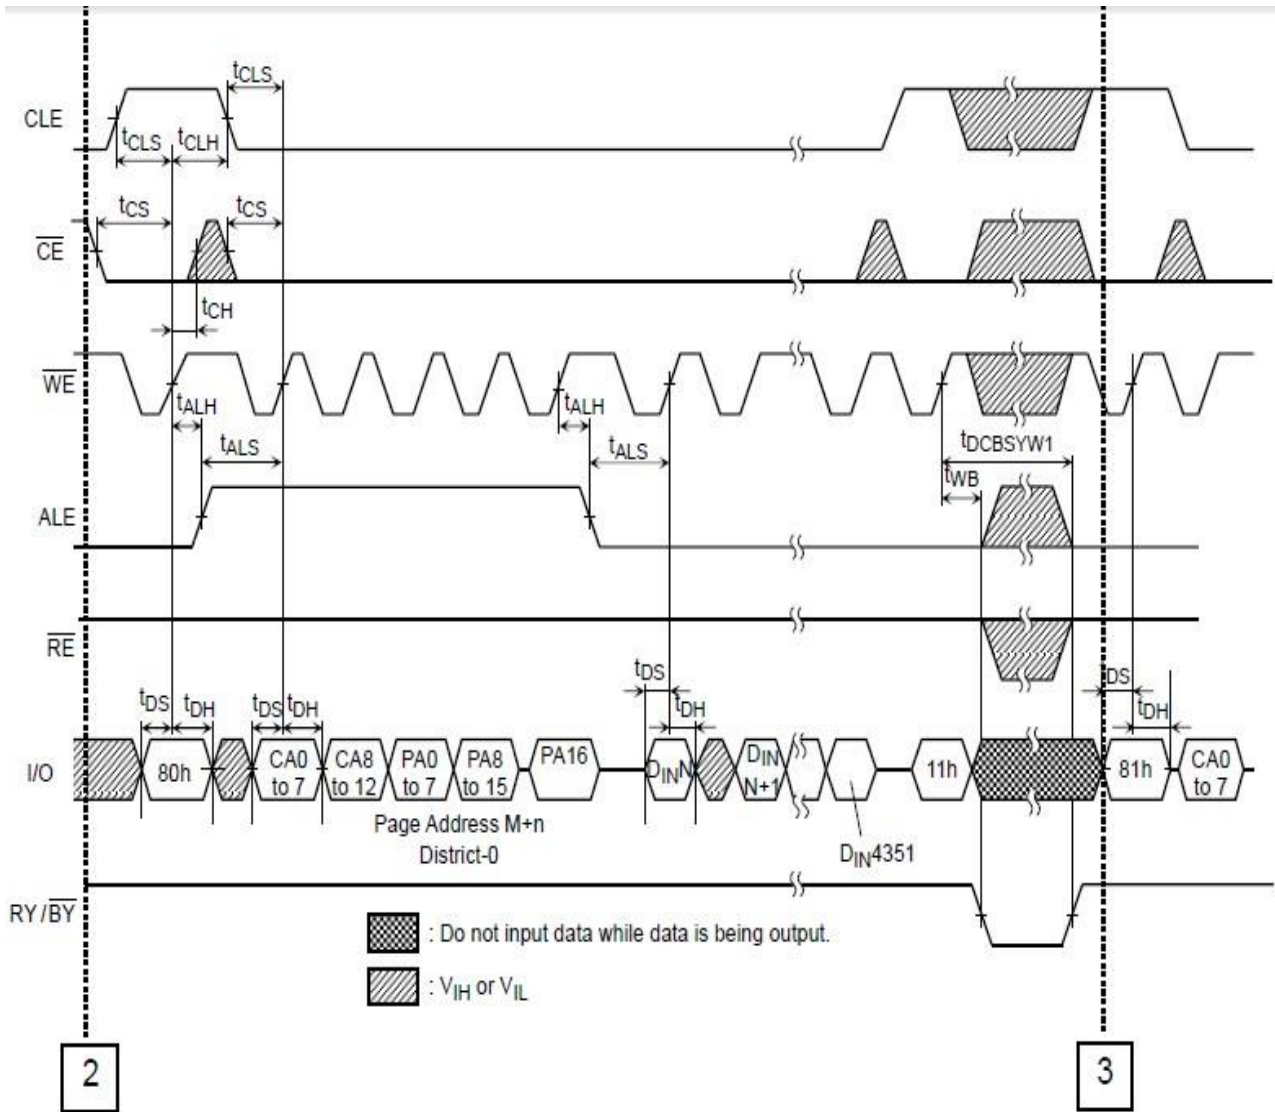 tCLS
CLE
tCLS
tCLH
tCS
tCS
CE
tCH
WE
tALH
tALH
tALS
tALS
tDCBSYW1
tWB
ALE
RE
tDS
DS
tDH
tDH
tDS
tDH
tDS
tDH
I/O
80h
CA0
to 7
CA8
to 12
PA0
to 7
PA8
to 15
PA16
DINN
DIN
N+1
11h
81h
CA0
to 7
Page Address M+n
District-0
DIN4351
RY/BY
: Do not input data while data is being output.
: VIH or VIL
2
3